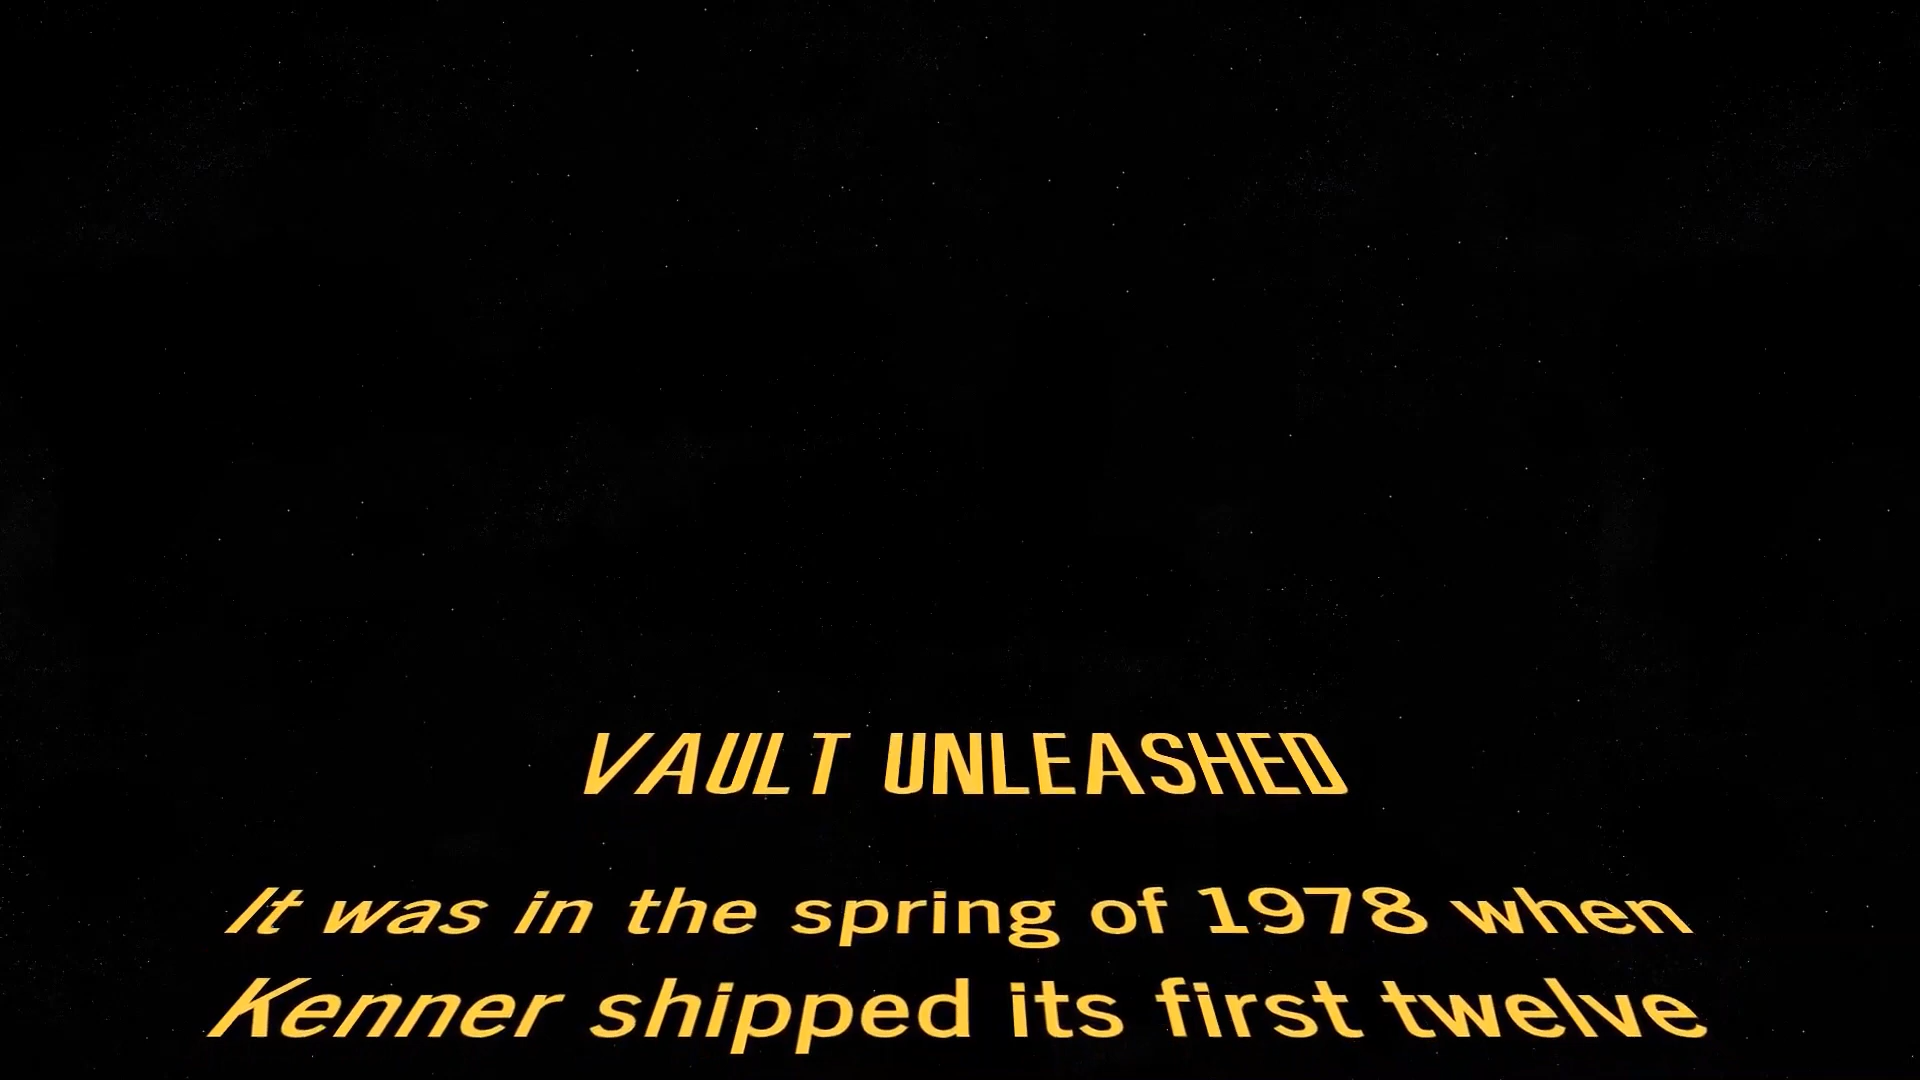 VAULT UNLEASHED
It was in the spring of 1978 when
Kenner shipped its first twelve